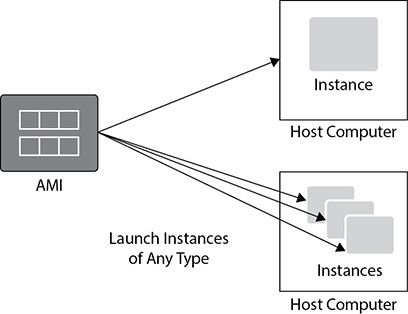 Instance
Host Computer
AMI
Launch Instances
of Any Type
Instances
Host Computer